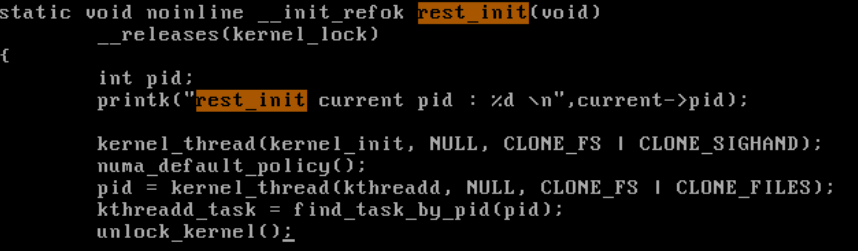 static void noinline __init_refok rest_init(void)
        __releases(kernel_lock)
{
        int pid;
        printk("rest_init current pid : %d \n",current->pid);

        kernel_thread(kernel_init, NULL, CLONE_FS | CLONE_SIGHAND);
        numa_default_policy();
        pid = kernel_thread(kthreadd, NULL, CLONE_FS | CLONE_FILES);
        kthreadd_task = find_task_by_pid(pid);
        unlock_kernel();